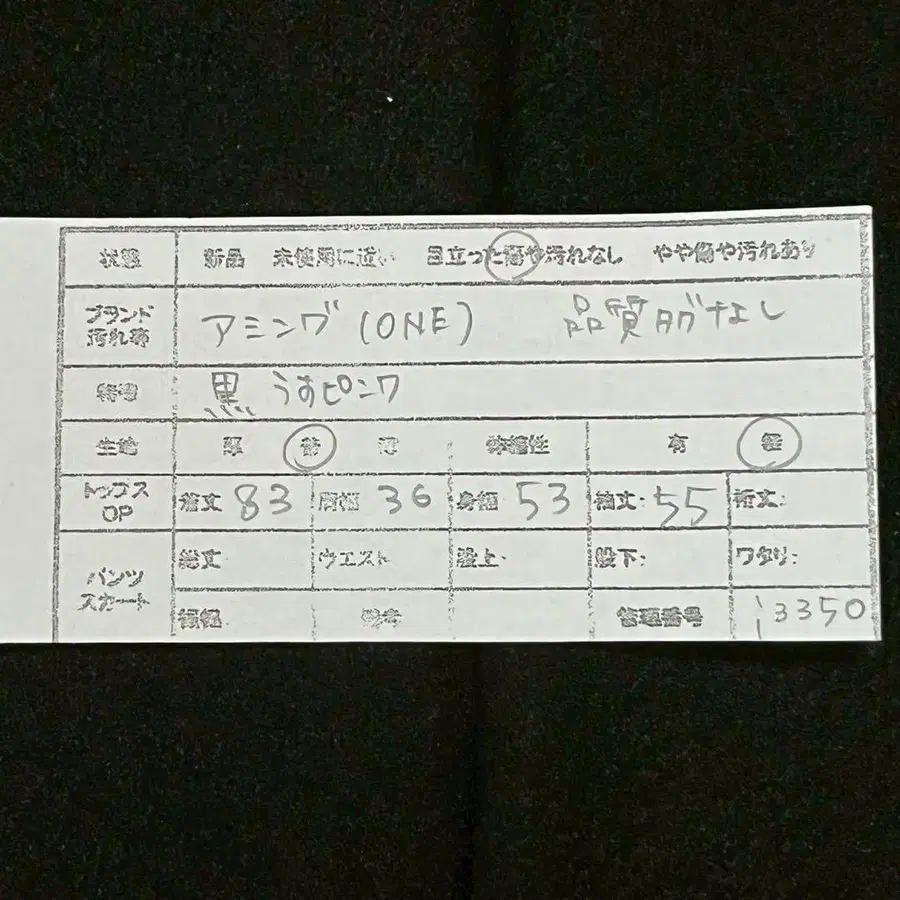 状態 新品 未使用に近い 目立った傷や汚れなし やや傷や汚れあり
ブランド 汚れ等 アミング(ONE) 品質タグなし
特徴 黒 うすピンク
生地 厚 普 薄 伸縮性 有 無
トップス OP 着丈 83 肩幅 36 身幅 53 袖丈: 55 裄丈:
パンツ スカート 総丈 ウエスト 股上: 股下: ワタリ:
裾幅 備考 管理番号 i3350